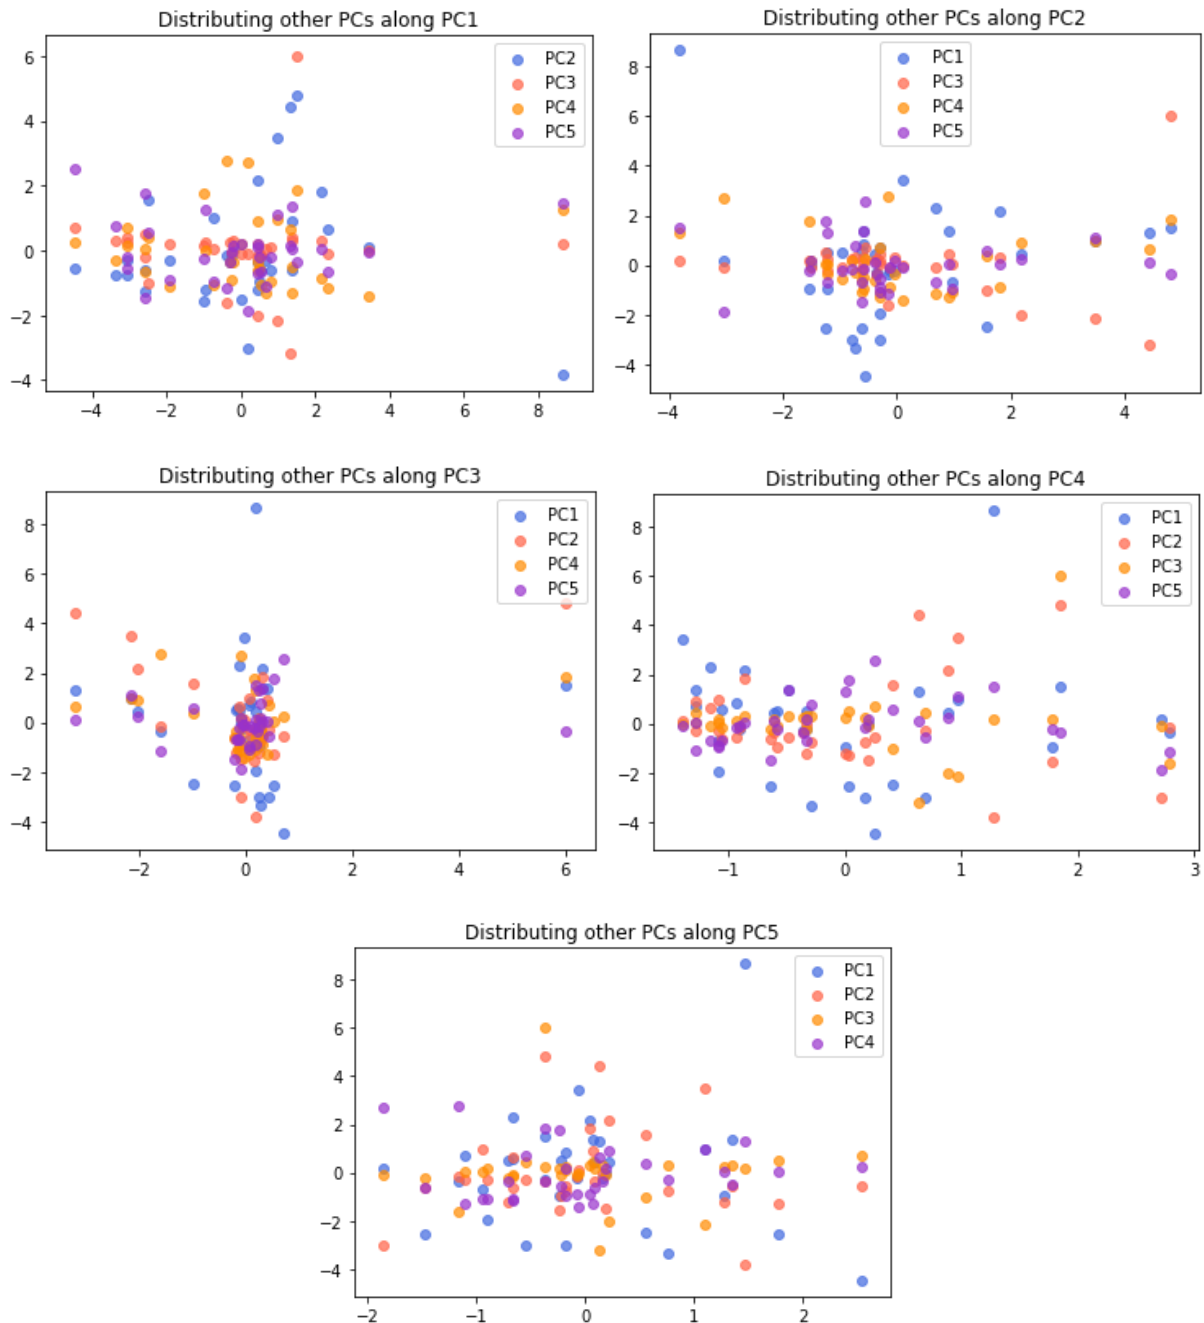 Distributing other PCs along PC1
6
4
2
0
−2
−4
−4
−2
0
2
4
6
8
PC2
PC3
PC4
PC5
Distributing other PCs along PC2
8
6
4
2
0
−2
−4
−4
−2
0
2
4
PC1
PC3
PC4
PC5
Distributing other PCs along PC3
8
6
4
2
0
−2
−4
−2
0
2
4
6
PC1
PC2
PC4
PC5
Distributing other PCs along PC4
8
6
4
2
0
−2
−4
−1
0
1
2
3
PC1
PC2
PC3
PC5
Distributing other PCs along PC5
8
6
4
2
0
−2
−4
−2
−1
0
1
2
PC1
PC2
PC3
PC4